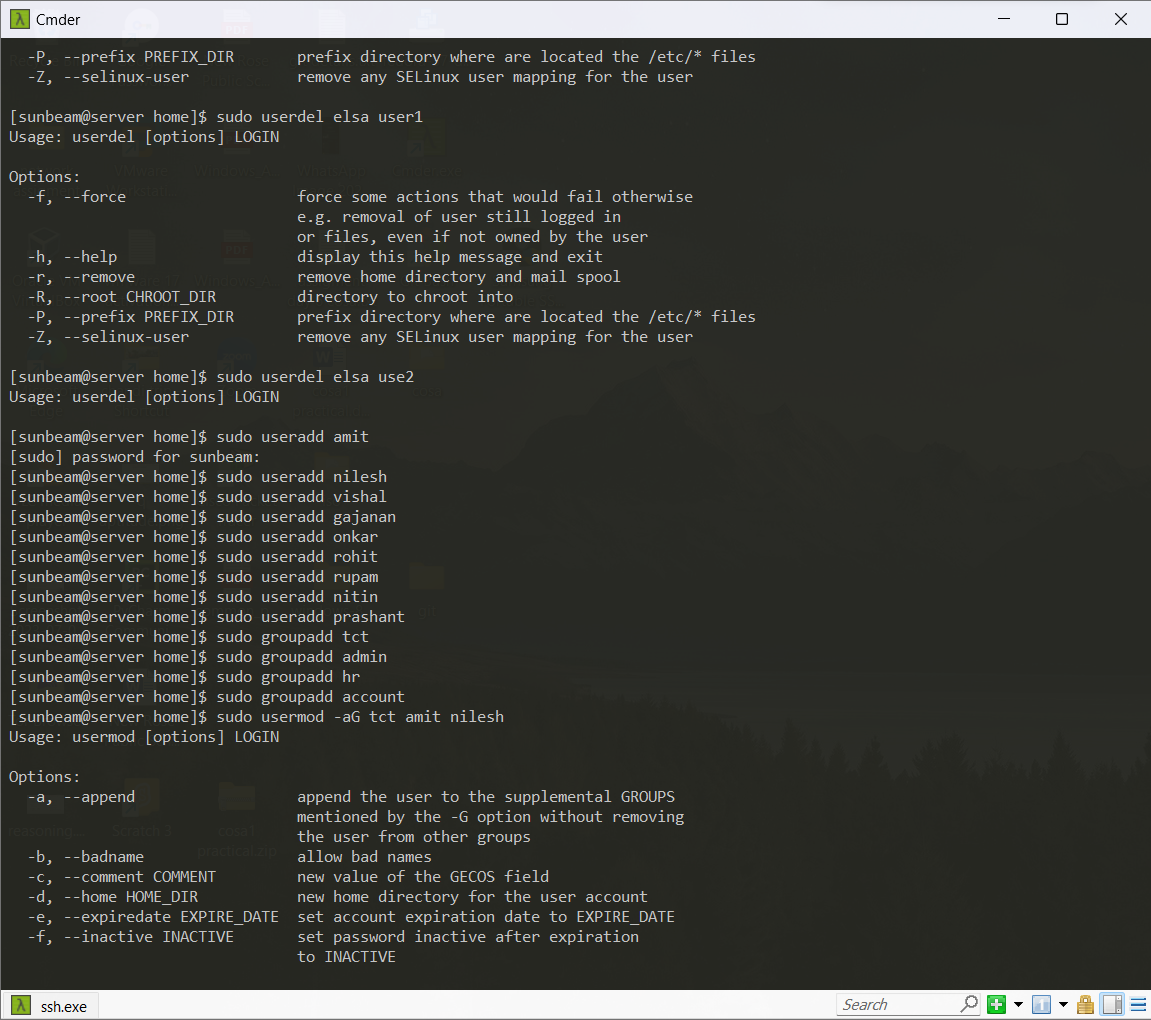 Cmder
-P, --prefix PREFIX_DIR       prefix directory where are located the /etc/* files
-Z, --selinux-user            remove any SELinux user mapping for the user
[sunbeam@server home]$ sudo userdel elsa user1
Usage: userdel [options] LOGIN
Options:
-f, --force                   force some actions that would fail otherwise
e.g. removal of user still logged in
or files, even if not owned by the user
-h, --help                    display this help message and exit
-r, --remove                  remove home directory and mail spool
-R, --root CHROOT_DIR         directory to chroot into
-P, --prefix PREFIX_DIR       prefix directory where are located the /etc/* files
-Z, --selinux-user            remove any SELinux user mapping for the user
[sunbeam@server home]$ sudo userdel elsa use2
Usage: userdel [options] LOGIN
[sunbeam@server home]$ sudo useradd amit
[sudo] password for sunbeam:
[sunbeam@server home]$ sudo useradd nilesh
[sunbeam@server home]$ sudo useradd vishal
[sunbeam@server home]$ sudo useradd gajanan
[sunbeam@server home]$ sudo useradd onkar
[sunbeam@server home]$ sudo useradd rohit
[sunbeam@server home]$ sudo useradd rupam
[sunbeam@server home]$ sudo useradd nitin
[sunbeam@server home]$ sudo useradd prashant
[sunbeam@server home]$ sudo groupadd tct
[sunbeam@server home]$ sudo groupadd admin
[sunbeam@server home]$ sudo groupadd hr
[sunbeam@server home]$ sudo groupadd account
[sunbeam@server home]$ sudo usermod -aG tct amit nilesh
Usage: usermod [options] LOGIN
Options:
-a, --append                  append the user to the supplemental GROUPS
mentioned by the -G option without removing
the user from other groups
-b, --badname                 allow bad names
-c, --comment COMMENT         new value of the GECOS field
-d, --home HOME_DIR           new home directory for the user account
-e, --expiredate EXPIRE_DATE  set account expiration date to EXPIRE_DATE
-f, --inactive INACTIVE       set password inactive after expiration
to INACTIVE
reasoning... Scratch 3 cosa1
practical.zip
ssh.exe
Search